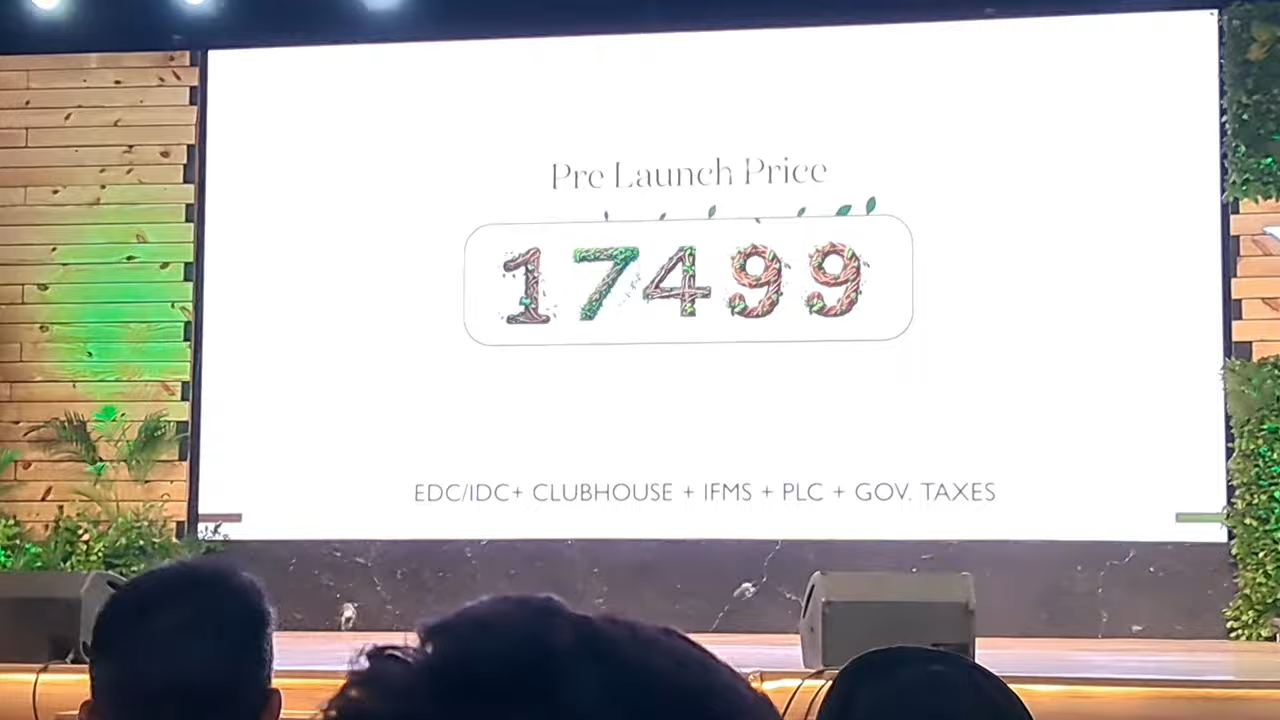 Pre Launch Price
17499
EDC/IDC+ CLUBHOUSE + IFMS + PLC + GOV. TAXES